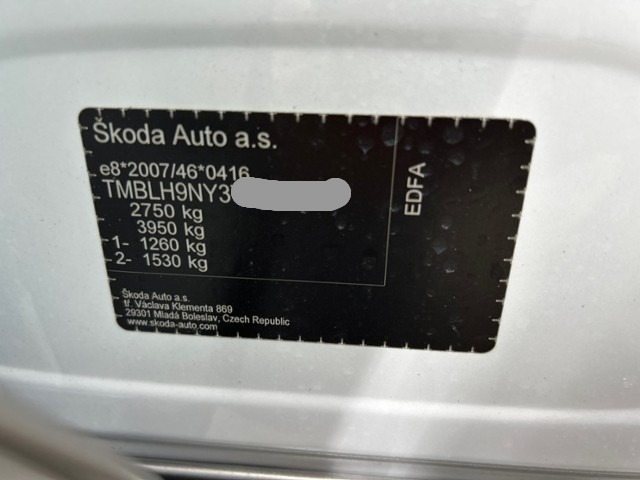 Škoda Auto a.s.
e8*2007/46*0416
TMBLH9NY3
2750 kg
3950 kg
1- 1260 kg
2- 1530 kg
EDFA
Škoda Auto a.s.
tř. Václava Klementa 869
29301 Mladá Boleslav, Czech Republic
www.skoda-auto.com